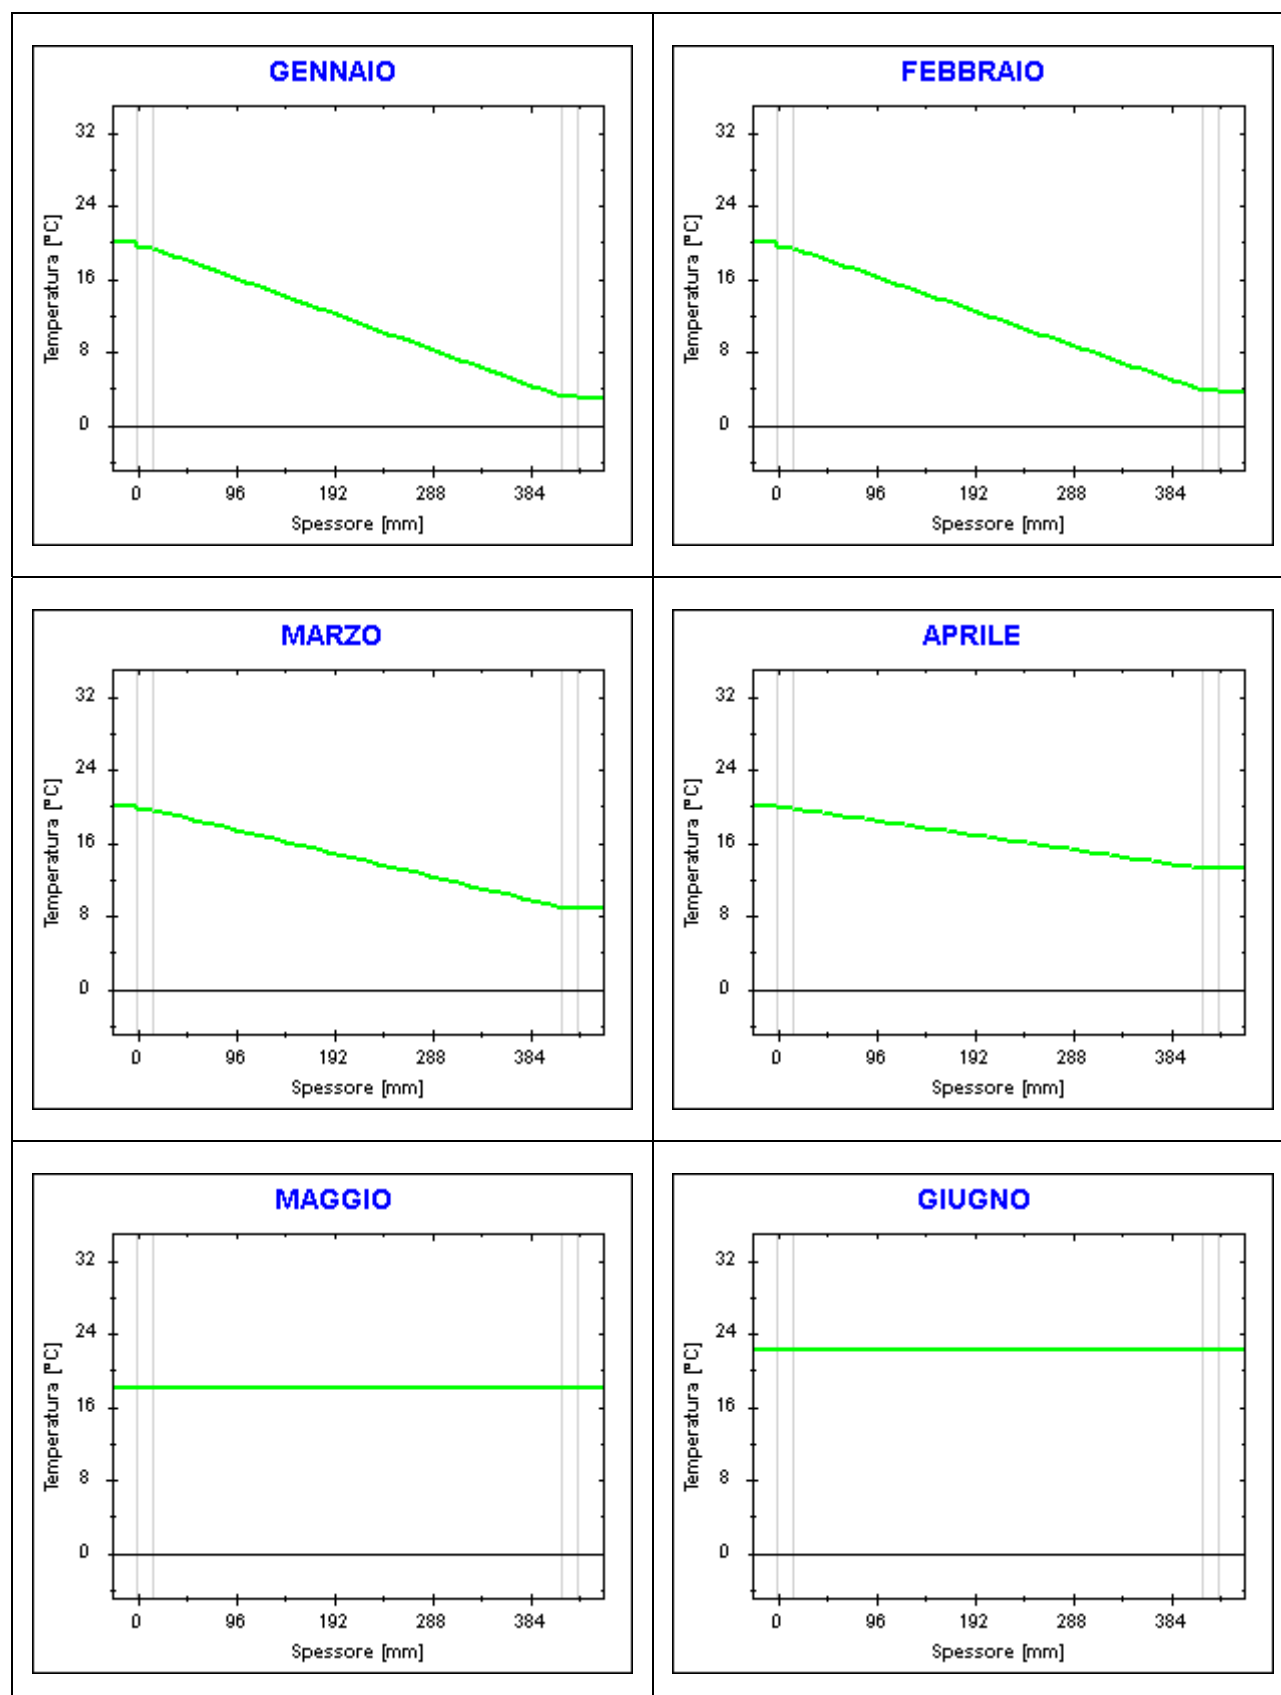 GENNAIO
32
24
16
8
0
Temperatura [°C]
0 96 192 288 384
Spessore [mm]
FEBBRAIO
32
24
16
8
0
Temperatura [°C]
0 96 192 288 384
Spessore [mm]
MARZO
32
24
16
8
0
Temperatura [°C]
0 96 192 288 384
Spessore [mm]
APRILE
32
24
16
8
0
Temperatura [°C]
0 96 192 288 384
Spessore [mm]
MAGGIO
32
24
16
8
0
Temperatura [°C]
0 96 192 288 384
Spessore [mm]
GIUGNO
32
24
16
8
0
Temperatura [°C]
0 96 192 288 384
Spessore [mm]